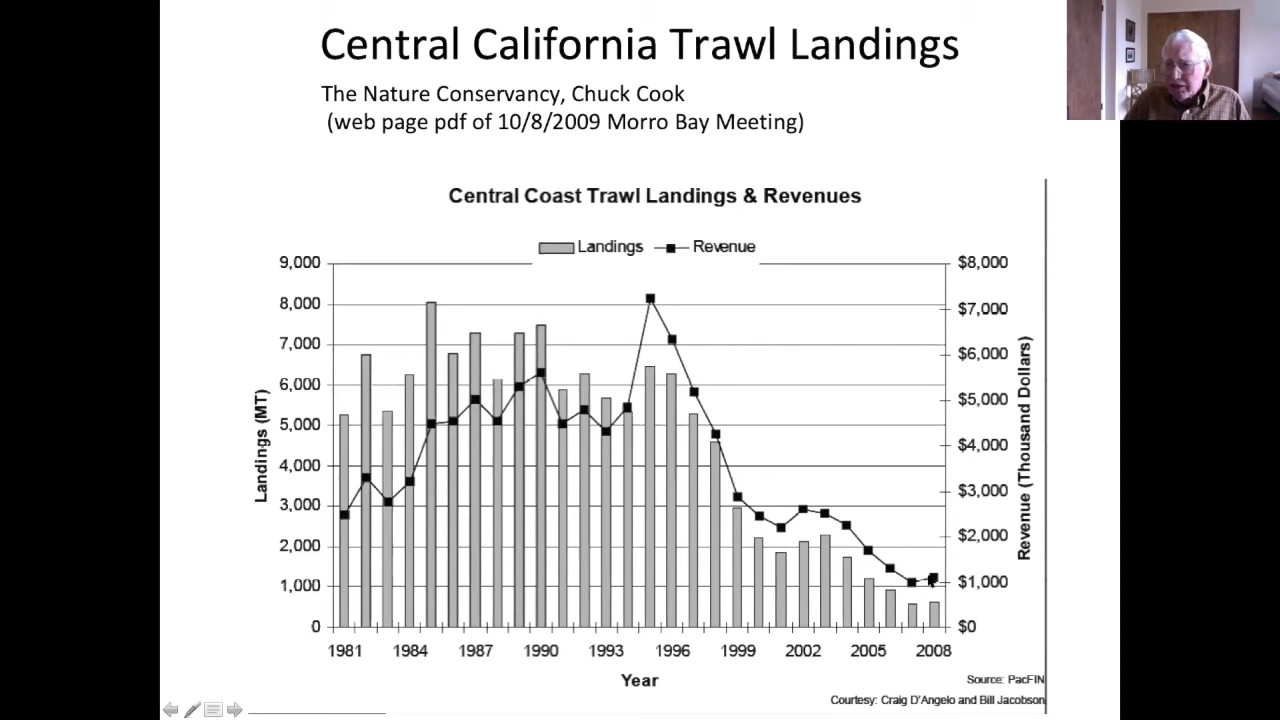 Central California Trawl Landings
The Nature Conservancy, Chuck Cook
(web page pdf of 10/8/2009 Morro Bay Meeting)
Central Coast Trawl Landings & Revenues
Landings Revenue
9,000 $8,000
8,000 $7,000
7,000 $6,000
6,000 $5,000
5,000 $4,000
4,000 $3,000
3,000 $2,000
2,000 $1,000
1,000 $0
0
Landings (MT)
Revenue (Thousand Dollars)
1981 1984 1987 1990 1993 1996 1999 2002 2005 2008
Year
Source: PacFIN
Courtesy: Craig D'Angelo and Bill Jacobson